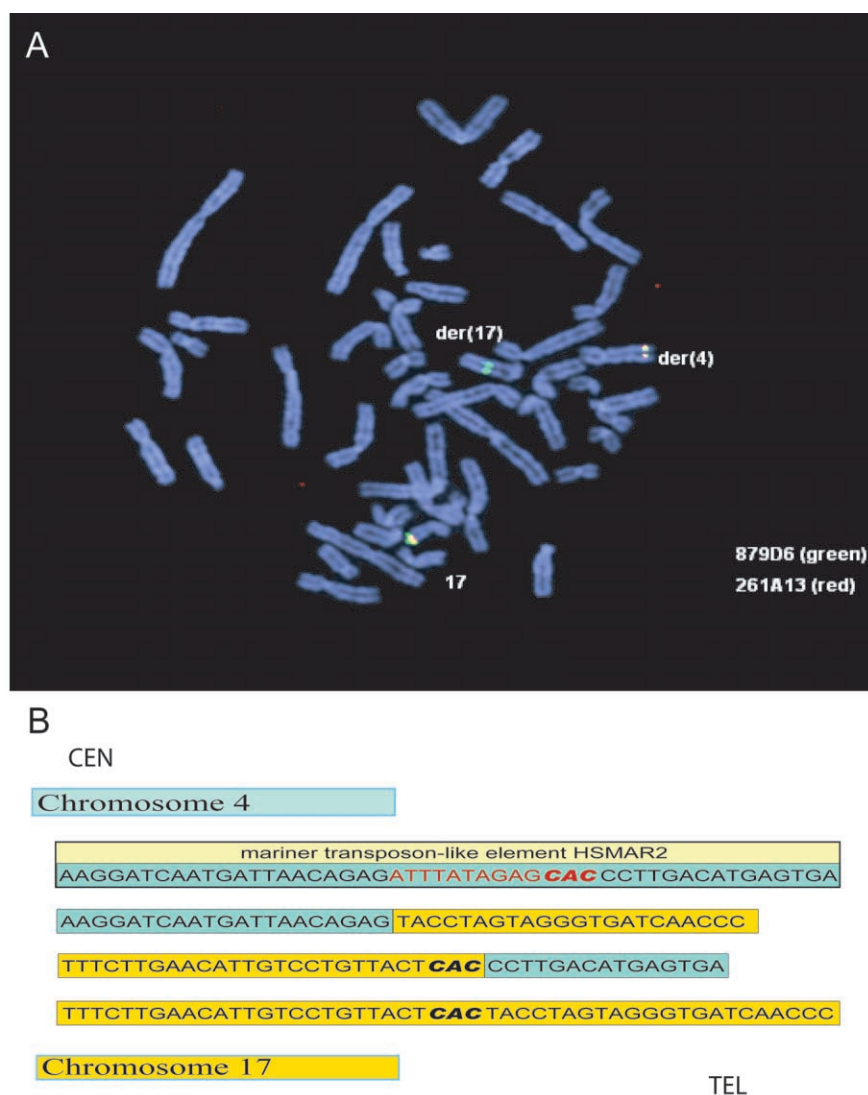 A
der(17)
der(4)
879D6 (green)
261A13 (red)
17
B
CEN
Chromosome 4
mariner transposon-like element HSMAR2
AAGGATCAATGATTAACAGAGATTTATAGAGCACCCTTGACATGAGTGA
AAGGATCAATGATTAACAGAGTACCTAGTAGGGTGATCAACCC
TTTCTTGAACATTGTCCTGTTACTCACCCTTGACATGAGTGA
TTTCTTGAACATTGTCCTGTTACTCACTACCTAGTAGGGTGATCAACCC
Chromosome 17
TEL